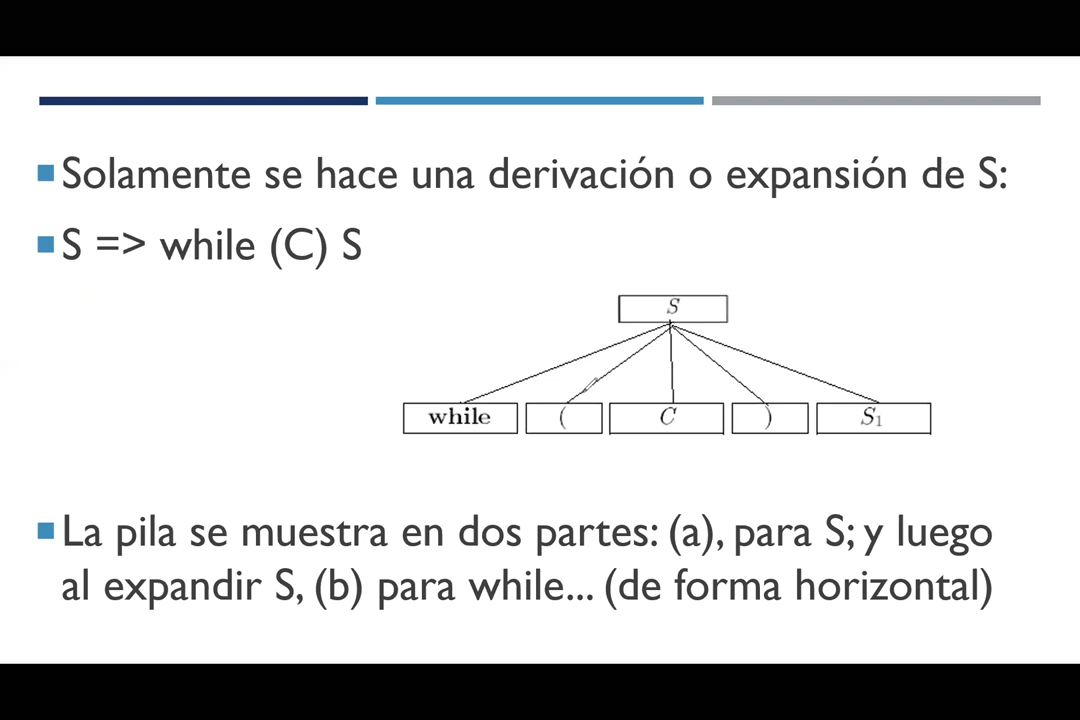 Solamente se hace una derivación o expansión de S:
S => while (C) S
S
while ( C ) S₁
La pila se muestra en dos partes: (a), para S; y luego
al expandir S, (b) para while... (de forma horizontal)